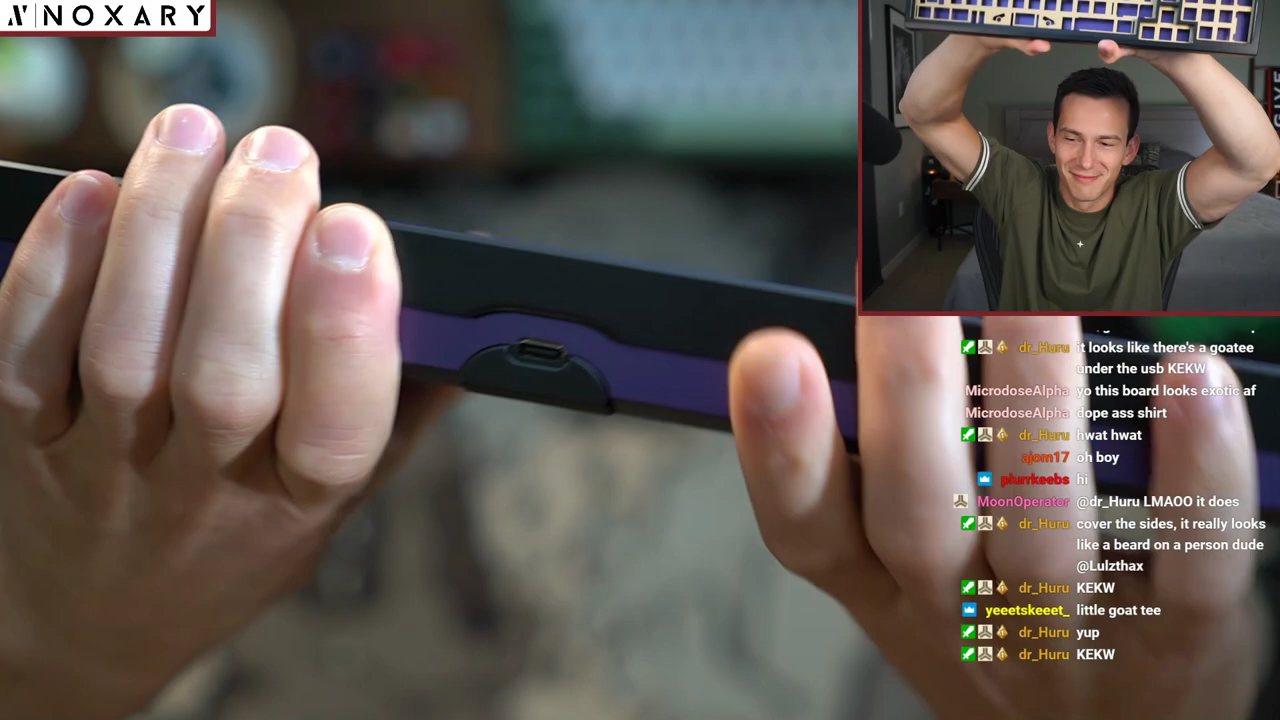 NOXARY
dr_Huru it looks like there's a goatee
under the usb KEKW
MicrodoseAlpha yo this board looks exotic af
MicrodoseAlpha dope ass shirt
dr_Huru hwat hwat
ajom17 oh boy
plurrkeebs hi
MoonOperator @dr_Huru LMAOO it does
dr_Huru cover the sides, it really looks
like a beard on a person dude
@Lulzthax
dr_Huru KEKW
yeeetskeeet_ little goat tee
dr_Huru yup
dr_Huru KEKW